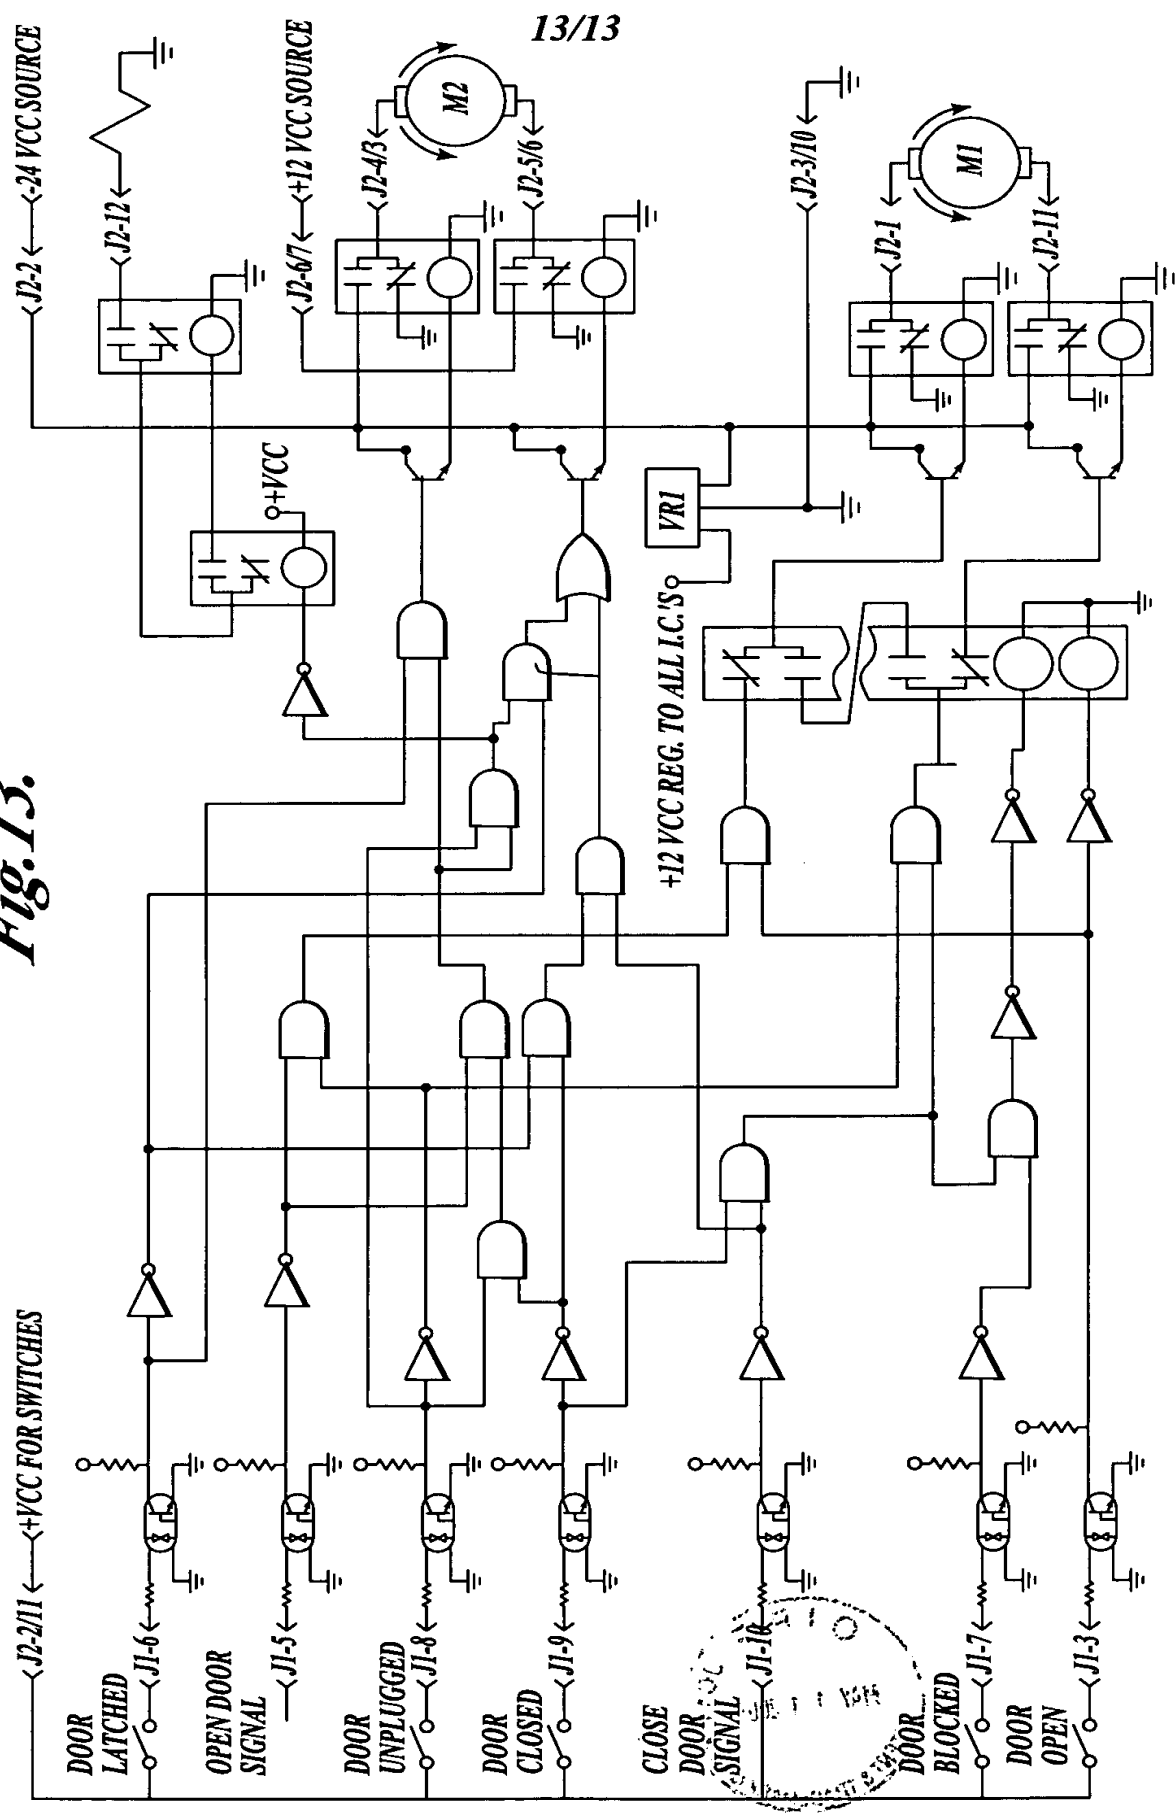 13/13
Fig.13.
-24 VCC SOURCE
J2-2
J2-12
+12 VCC SOURCE
J2-6/7
J2-4/3
M2
J2-5/6
+VCC
VR1
+12 VCC REG. TO ALL I.C.'S
J2-3/10
J2-1
M1
J2-11
+VCC FOR SWITCHES
J2-2/11
DOOR
LATCHED
J1-6
OPEN DOOR
SIGNAL
J1-5
DOOR
UNPLUGGED
J1-8
DOOR
CLOSED
J1-9
CLOSE
DOOR
SIGNAL
J1-10
DOOR
BLOCKED
J1-7
DOOR
OPEN
J1-3